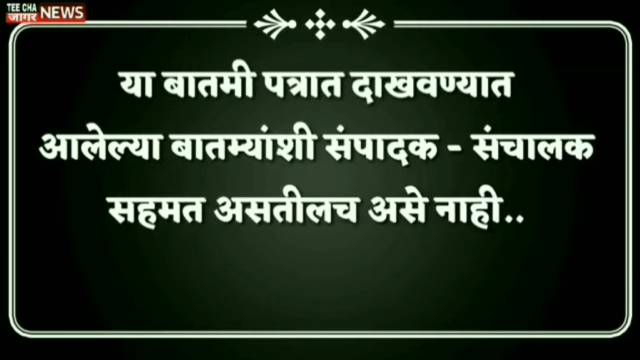 TEE CHA
जागर NEWS
या बातमी पत्रात दाखवण्यात
आलेल्या बातम्यांशी संपादक - संचालक
सहमत असतीलच असे नाही..